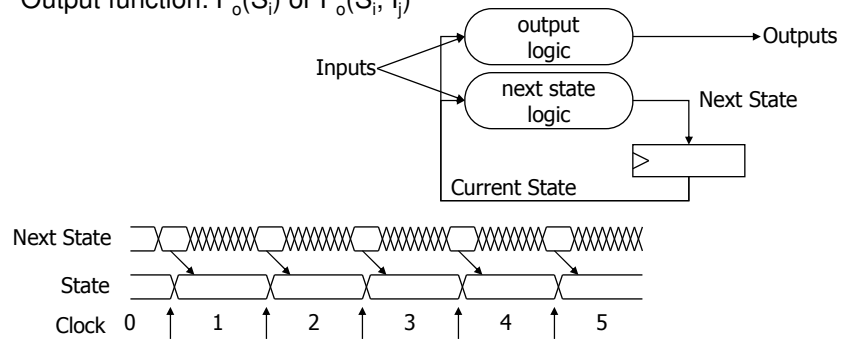 Output function: Fo(Si) or Fo(Si, Ij)
output
logic
Outputs
Inputs
next state
logic
Next State
Current State
Next State
State
Clock 0 1 2 3 4 5